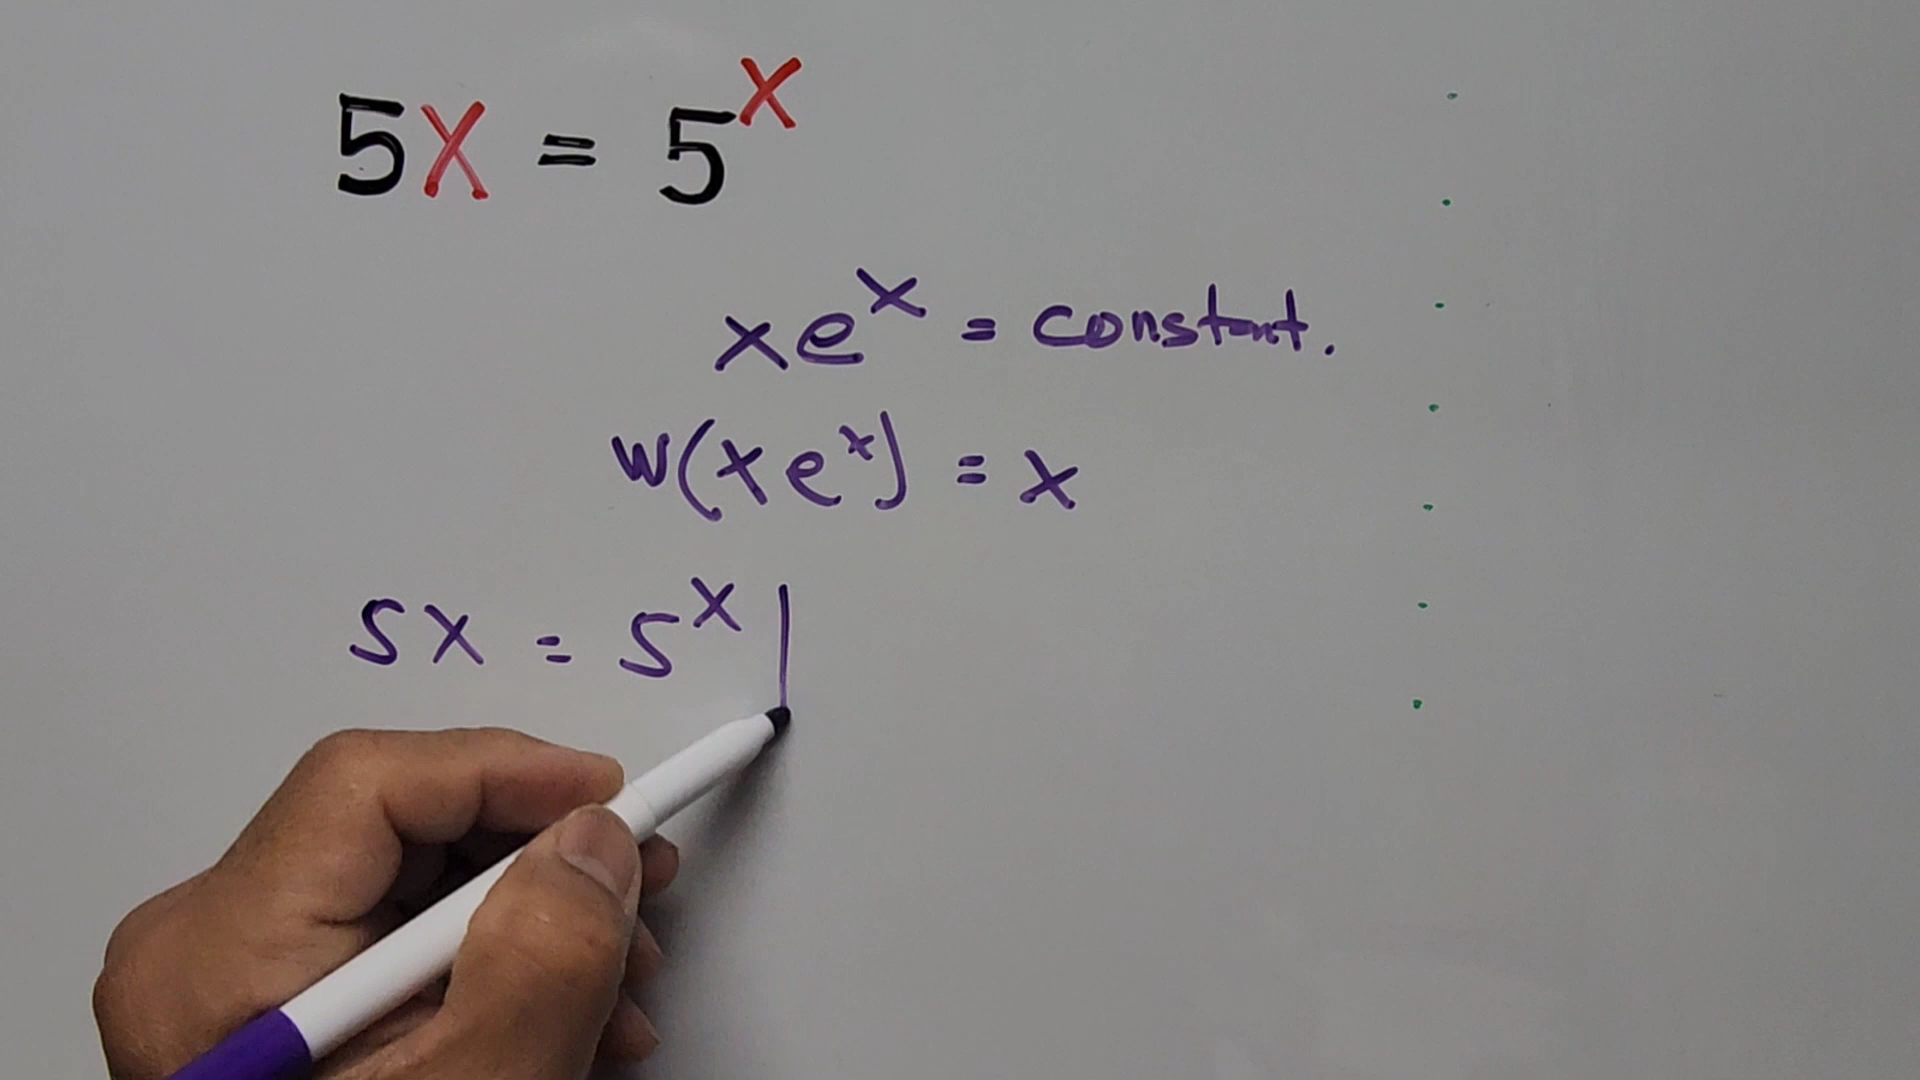 5X = 5^X
xe^x = constant.
W(xe^x) = x
5X = 5^X |